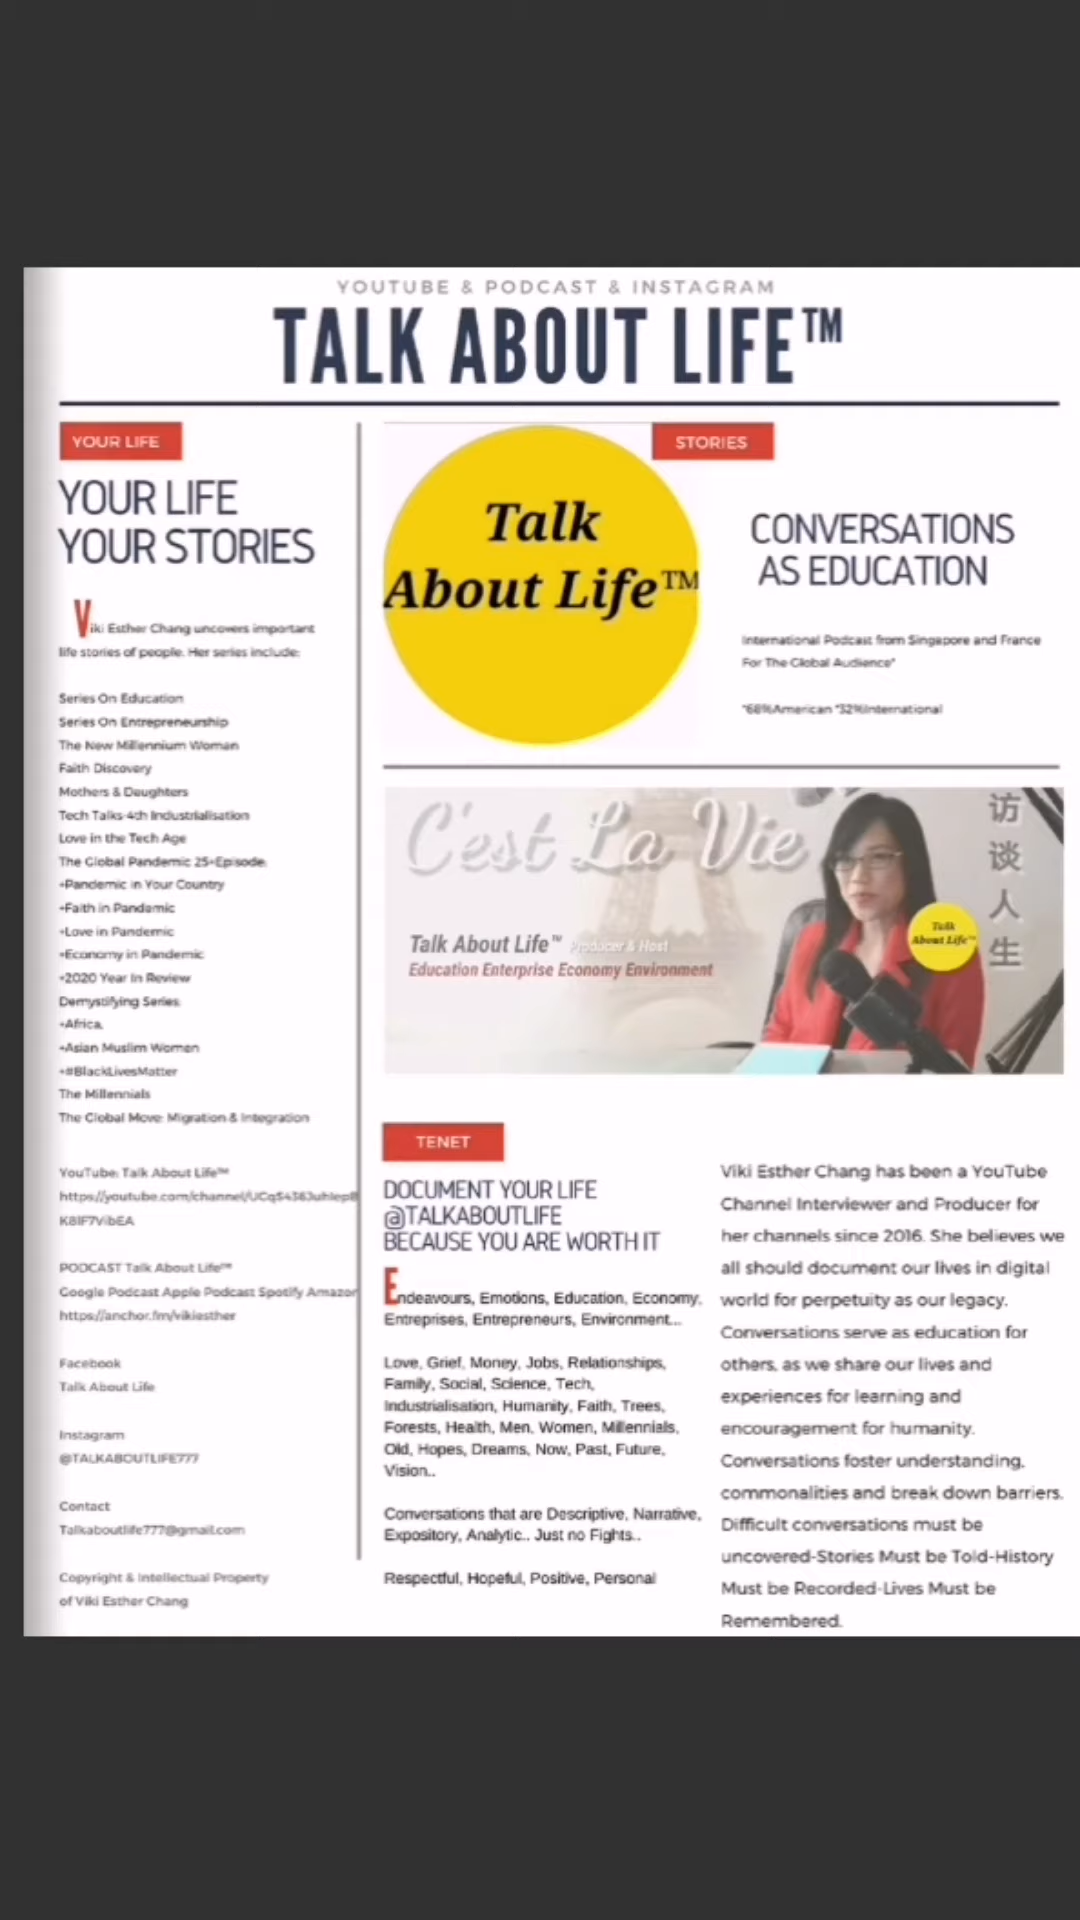 YOUTUBE & PODCAST & INSTAGRAM
TALK ABOUT LIFE™
YOUR LIFE
YOUR LIFE
YOUR STORIES
Viki Esther Chang uncovers important
life stories of people. Her series include:
Series On Education
Series On Entrepreneurship
The New Millennium Woman
Faith Discovery
Mothers & Daughters
Tech Talks-4th Industrialisation
Love in the Tech Age
The Global Pandemic 25-Episode:
-Pandemic in Your Country
-Faith in Pandemic
-Love in Pandemic
-Economy in Pandemic
-2020 Year In Review
Demystifying Series:
-Africa,
-Asian Muslim Women
-#BlackLivesMatter
The Millennials
The Global Move: Migration & Integration
YouTube: Talk About Life™
https://youtube.com/channel/
PODCAST Talk About Life™
Google Podcast Apple Podcast Spotify Amazon
https://anchor.fm/vikiesther
Facebook
Talk About Life
Instagram
@TALKABOUTLIFE777
Contact
Talkaboutlife777@gmail.com
Copyright & Intellectual Property
of Viki Esther Chang
Talk
About Life™
STORIES
CONVERSATIONS
AS EDUCATION
International Podcast from Singapore and France
For The Global Audience*
*68%American *32%International
C'est La Vie
Talk About Life™ Producer & Host
Education Enterprise Economy Environment
Talk
About Life™
访
谈
人
生
TENET
DOCUMENT YOUR LIFE
@TALKABOUTLIFE
BECAUSE YOU ARE WORTH IT
Endeavours, Emotions, Education, Economy,
Entreprises, Entrepreneurs, Environment...
Love, Grief, Money, Jobs, Relationships,
Family, Social, Science, Tech,
Industrialisation, Humanity, Faith, Trees,
Forests, Health, Men, Women, Millennials,
Old, Hopes, Dreams, Now, Past, Future,
Vision..
Conversations that are Descriptive, Narrative,
Expository, Analytic.. Just no Fights..
Respectful, Hopeful, Positive, Personal
Viki Esther Chang has been a YouTube
Channel Interviewer and Producer for
her channels since 2016. She believes we
all should document our lives in digital
world for perpetuity as our legacy.
Conversations serve as education for
others, as we share our lives and
experiences for learning and
encouragement for humanity.
Conversations foster understanding,
commonalities and break down barriers.
Difficult conversations must be
uncovered-Stories Must be Told-History
Must be Recorded-Lives Must be
Remembered.